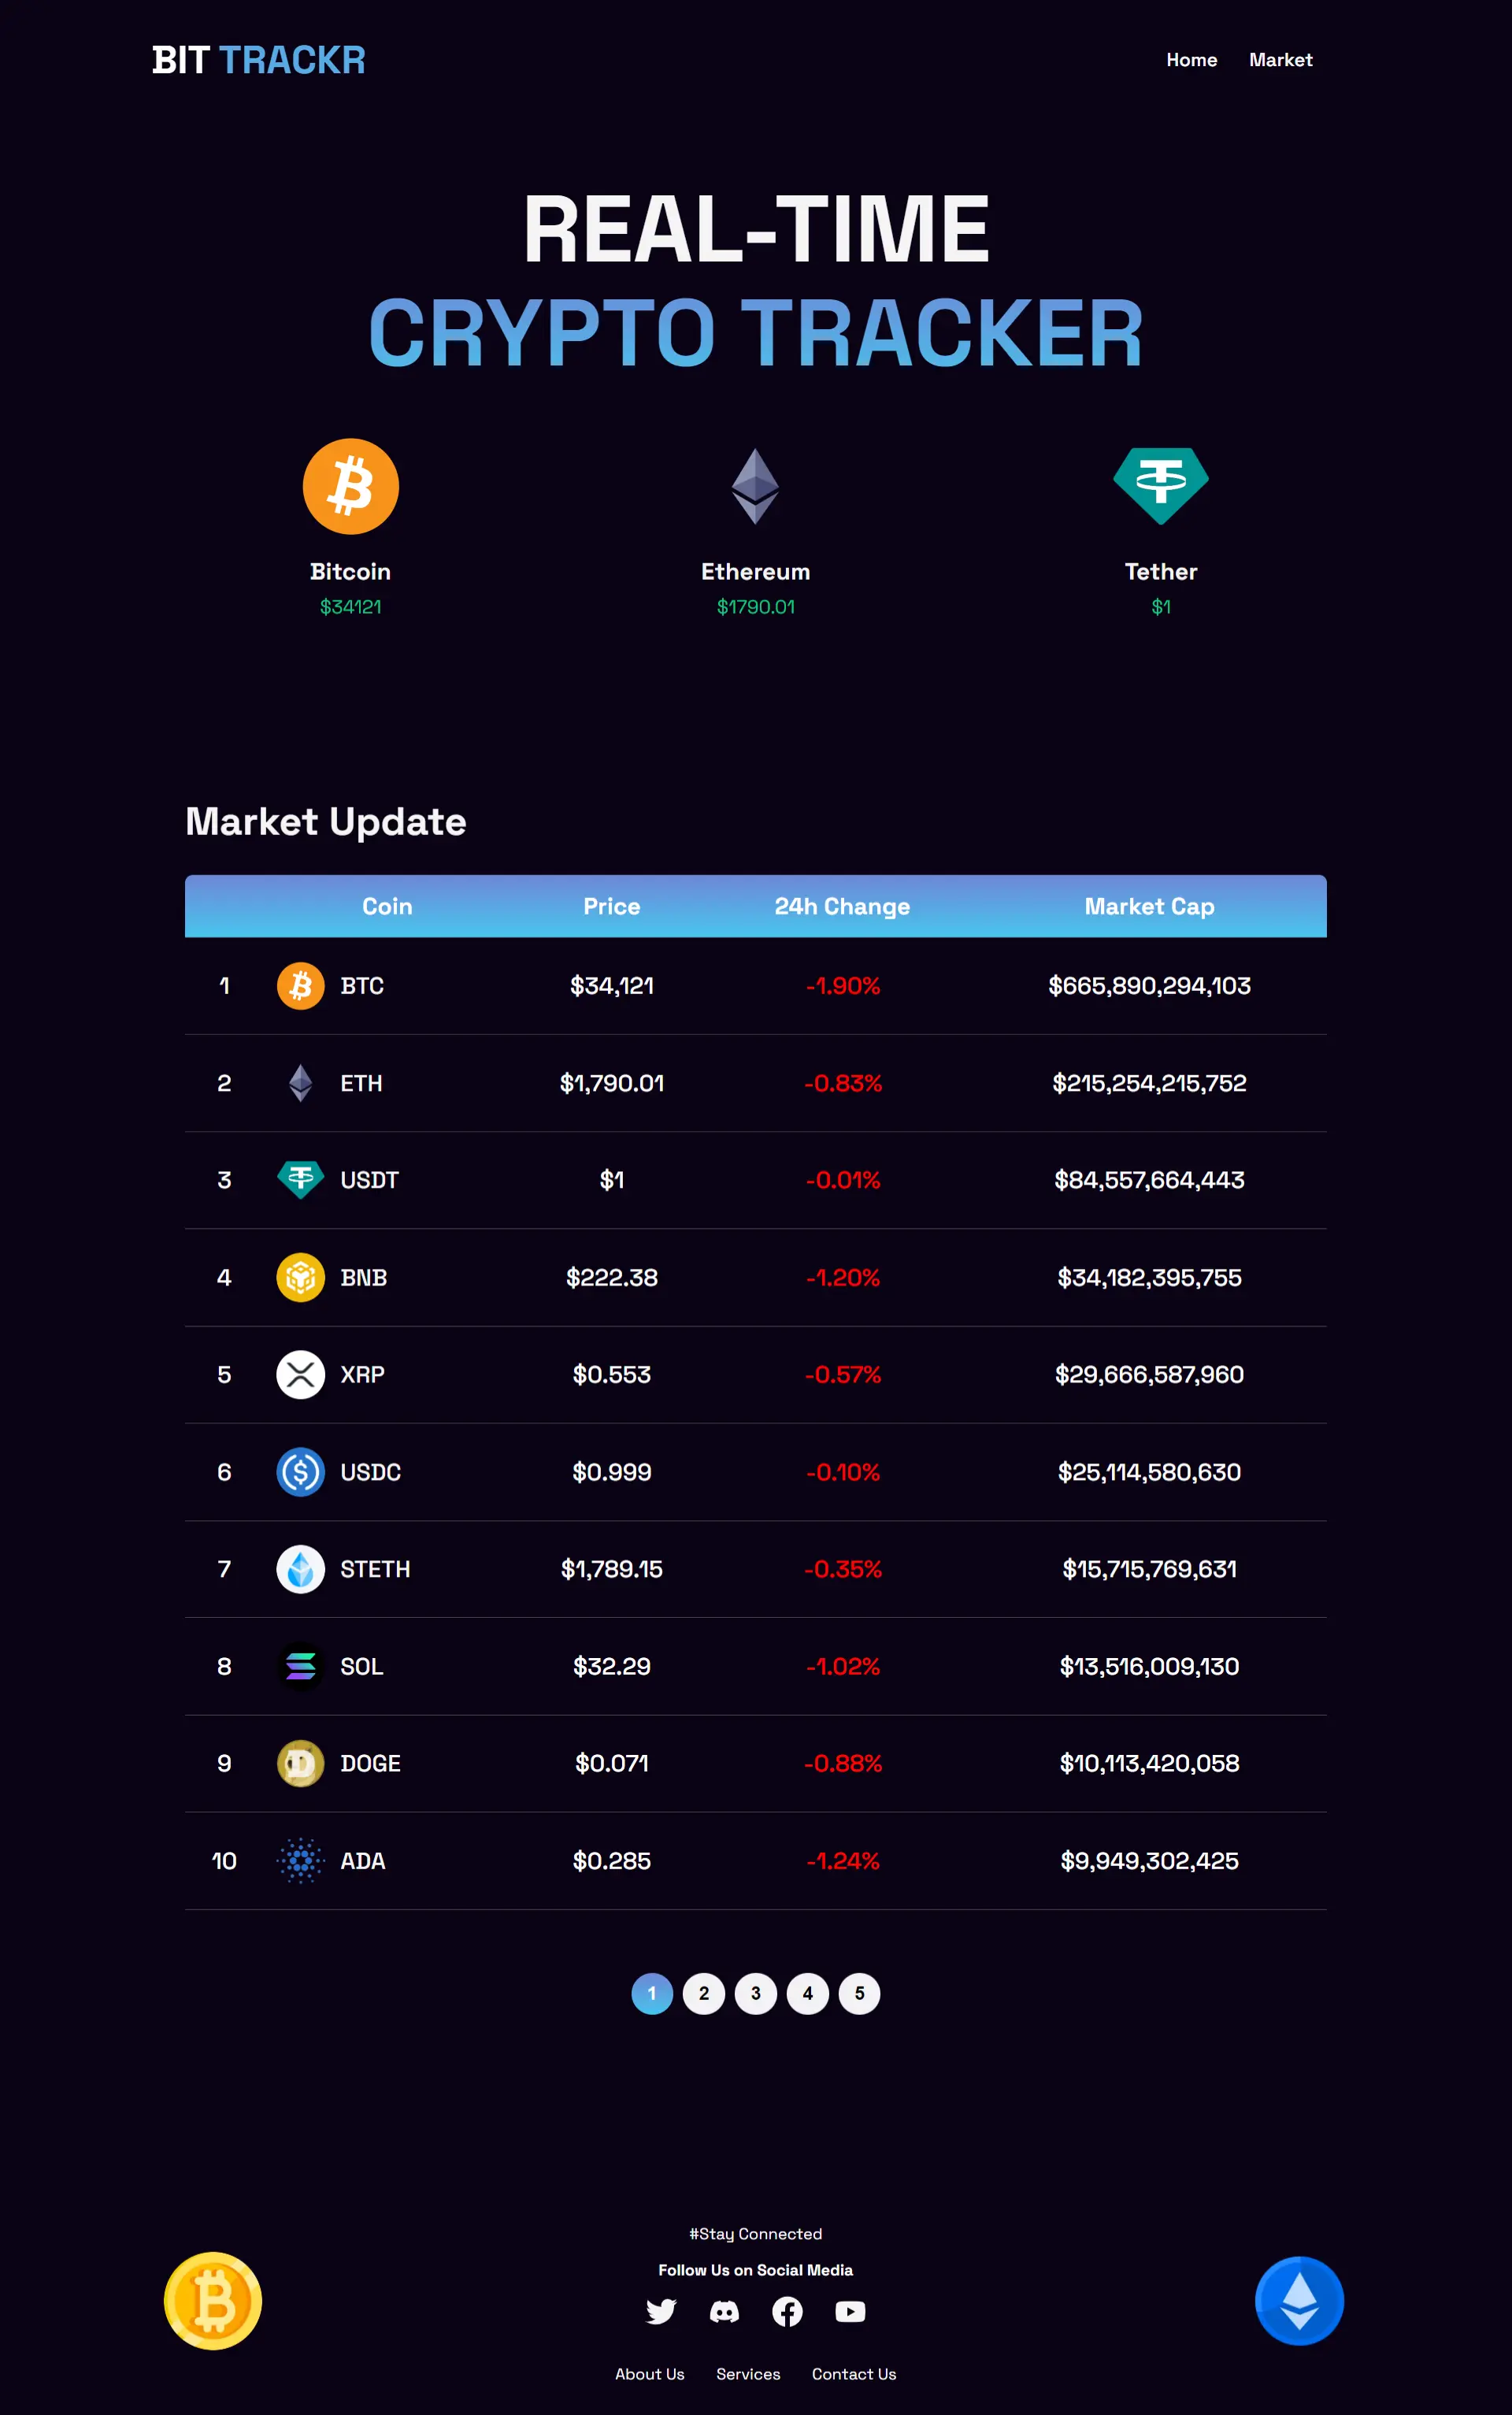 BIT TRACKR
Home Market
REAL-TIME
CRYPTO TRACKER
Bitcoin Ethereum Tether
$34121 $1790.01 $1
Market Update
Coin Price 24h Change Market Cap
1 BTC $34,121 -1.90% $665,890,294,103
2 ETH $1,790.01 -0.83% $215,254,215,752
3 USDT $1 -0.01% $84,557,664,443
4 BNB $222.38 -1.20% $34,182,395,755
5 XRP $0.553 -0.57% $29,666,587,960
6 USDC $0.999 -0.10% $25,114,580,630
7 STETH $1,789.15 -0.35% $15,715,769,631
8 SOL $32.29 -1.02% $13,516,009,130
9 DOGE $0.071 -0.88% $10,113,420,058
10 ADA $0.285 -1.24% $9,949,302,425
1 2 3 4 5
#Stay Connected
Follow Us on Social Media
About Us Services Contact Us